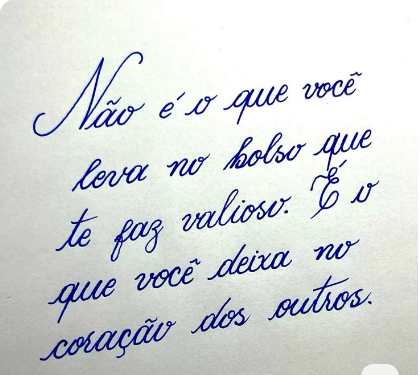 Não é o que você
leva no bolso que
te faz valioso. É o
que você deixa no
coração dos outros.